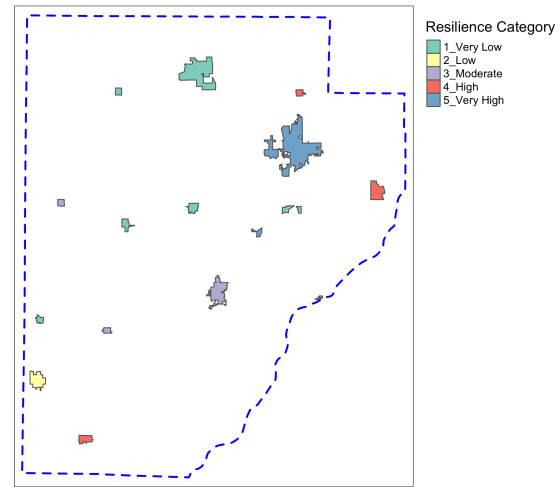 Resilience Category
1_Very Low
2_Low
3_Moderate
4_High
5_Very High